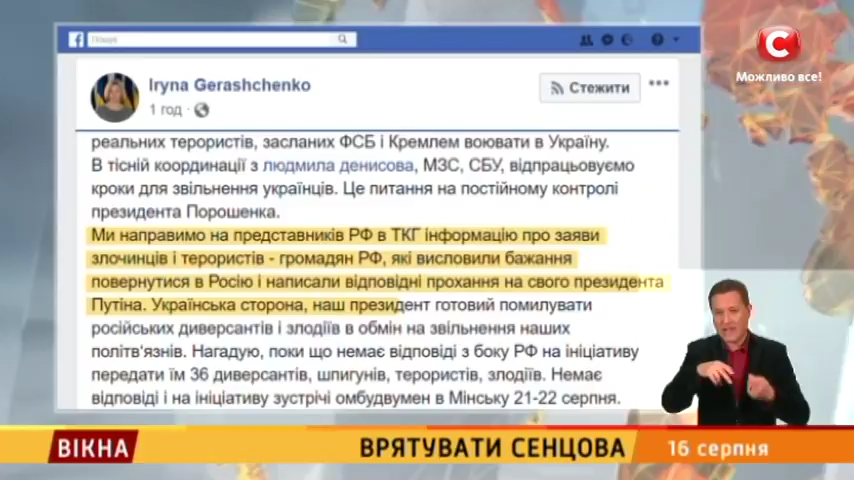 Пошук
С
Можливо все!
Iryna Gerashchenko
1 год
Стежити
реальних терористів, засланих ФСБ і Кремлем воювати в Україну.
В тісній координації з людмила денисова, МЗС, СБУ, відпрацьовуємо
кроки для звільнення українців. Це питання на постійному контролі
президента Порошенка.
Ми направимо на представників РФ в ТКГ інформацію про заяви
злочинців і терористів - громадян РФ, які висловили бажання
повернутися в Росію і написали відповідні прохання на свого президента
Путіна. Українська сторона, наш президент готовий помилувати
російських диверсантів і злодіїв в обмін на звільнення наших
політв'язнів. Нагадую, поки що немає відповіді з боку РФ на ініціативу
передати їм 36 диверсантів, шпигунів, терористів, злодіїв. Немає
відповіді і на ініціативу зустрічі омбудвумен в Мінську 21-22 серпня.
ВІКНА
ВРЯТУВАТИ СЕНЦОВА
16 серпня